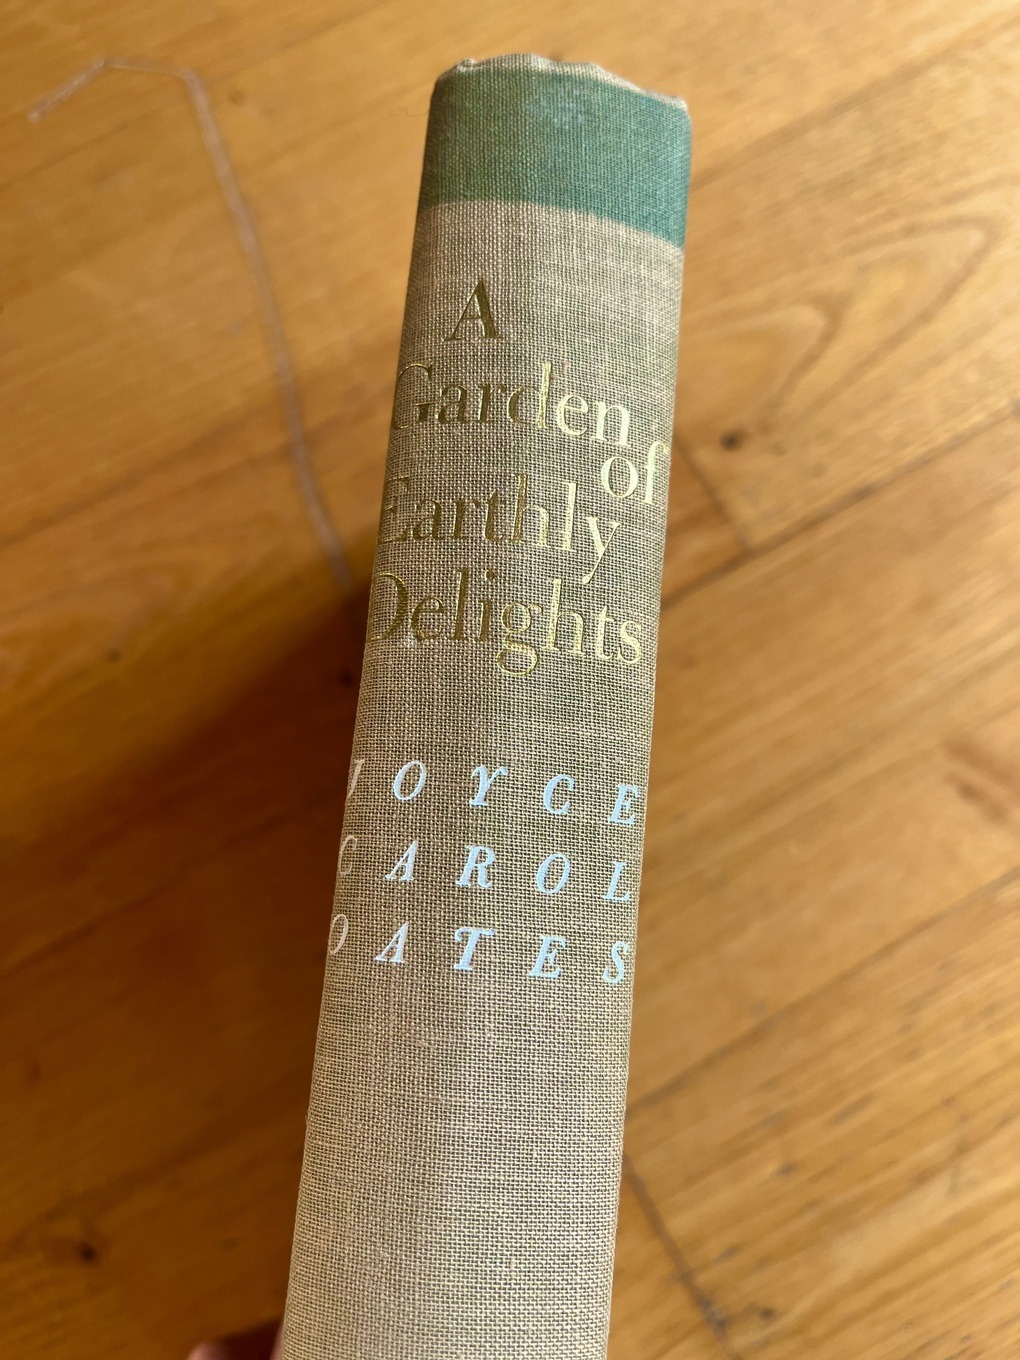 A
Garden
of
Earthly
Delights
JOYCE
CAROL
OATES